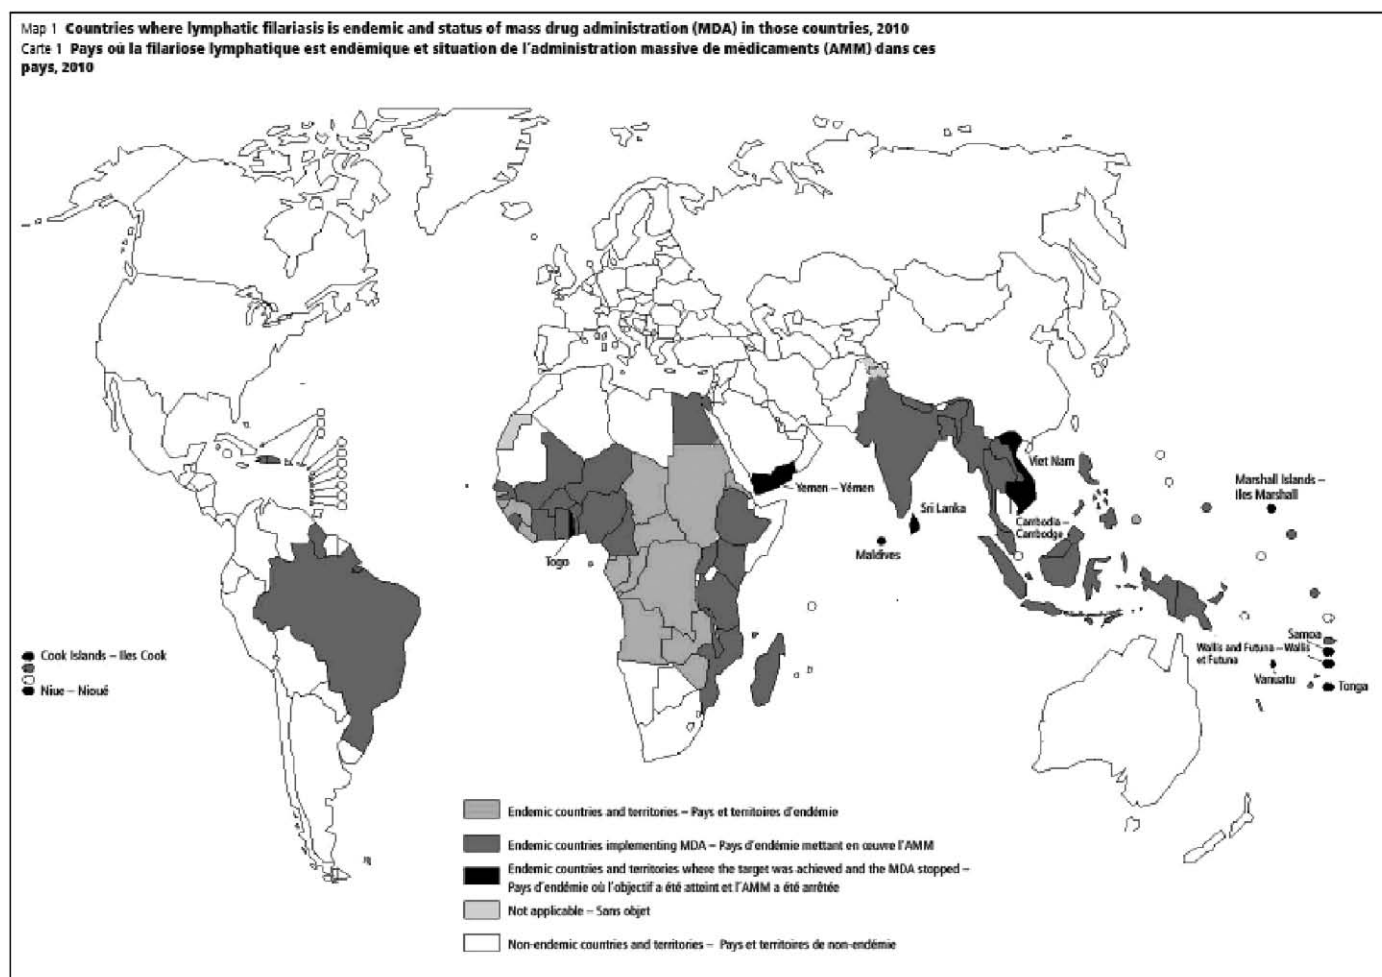 Map 1 Countries where lymphatic filariasis is endemic and status of mass drug administration (MDA) in those countries, 2010
Carte 1 Pays où la filariose lymphatique est endémique et situation de l'administration massive de médicaments (AMM) dans ces
pays, 2010
Viet Nam
Marshall Islands –
Iles Marshall
Yemen – Yémen
Sri Lanka
Cambodia –
Cambodge
Maldives
Togo
Samoa
Cook Islands – Iles Cook
Wallis and Futuna – Wallis
et Futuna
Vanuatu
Tonga
Niue – Nioué
Endemic countries and territories – Pays et territoires d'endémie
Endemic countries implementing MDA – Pays d'endémie mettant en œuvre l'AMM
Endemic countries and territories where the target was achieved and the MDA stopped –
Pays d'endémie où l'objectif a été atteint et l'AMM a été arrêtée
Not applicable – Sans objet
Non-endemic countries and territories – Pays et territoires de non-endémie